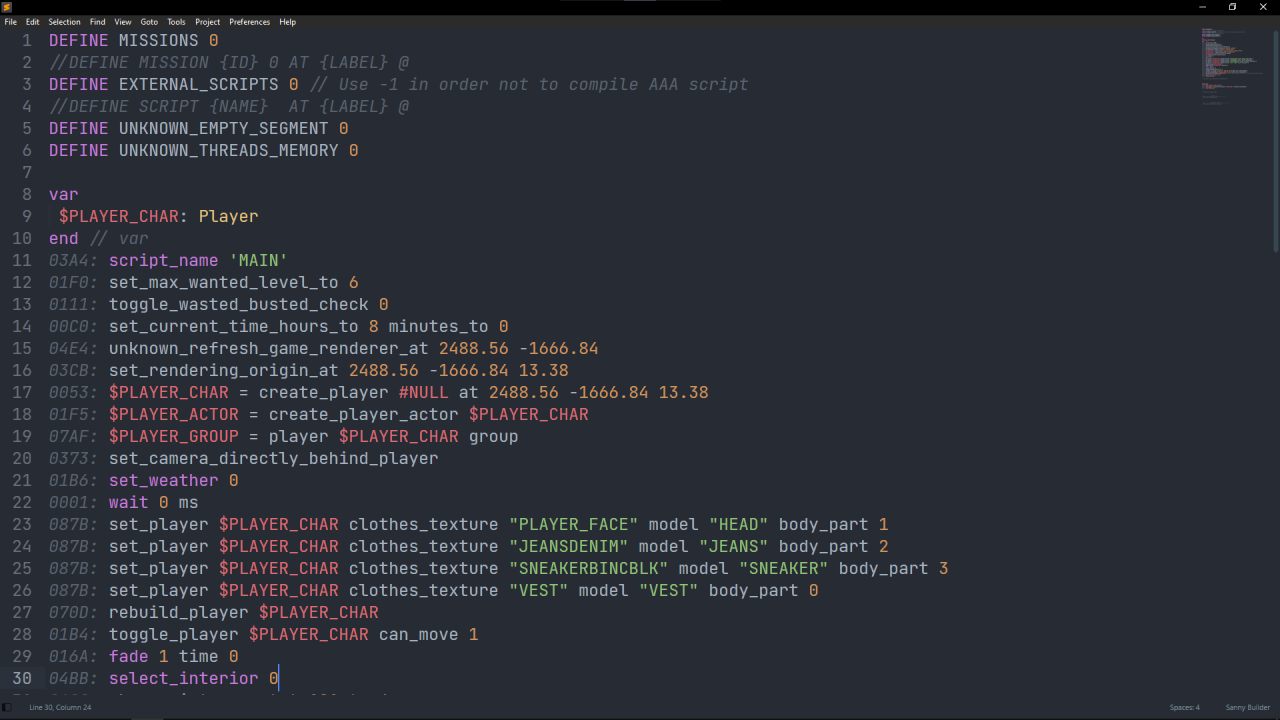 File Edit Selection Find View Goto Tools Project Preferences Help
1 DEFINE MISSIONS 0
2 //DEFINE MISSION {ID} 0 AT {LABEL} @
3 DEFINE EXTERNAL_SCRIPTS 0 // Use -1 in order not to compile AAA script
4 //DEFINE SCRIPT {NAME}  AT {LABEL} @
5 DEFINE UNKNOWN_EMPTY_SEGMENT 0
6 DEFINE UNKNOWN_THREADS_MEMORY 0
7
8 var
9  $PLAYER_CHAR: Player
10 end // var
11 03A4: script_name 'MAIN'
12 01F0: set_max_wanted_level_to 6
13 0111: toggle_wasted_busted_check 0
14 00C0: set_current_time_hours_to 8 minutes_to 0
15 04E4: unknown_refresh_game_renderer_at 2488.56 -1666.84
16 03CB: set_rendering_origin_at 2488.56 -1666.84 13.38
17 0053: $PLAYER_CHAR = create_player #NULL at 2488.56 -1666.84 13.38
18 01F5: $PLAYER_ACTOR = create_player_actor $PLAYER_CHAR
19 07AF: $PLAYER_GROUP = player $PLAYER_CHAR group
20 0373: set_camera_directly_behind_player
21 01B6: set_weather 0
22 0001: wait 0 ms
23 087B: set_player $PLAYER_CHAR clothes_texture "PLAYER_FACE" model "HEAD" body_part 1
24 087B: set_player $PLAYER_CHAR clothes_texture "JEANSDENIM" model "JEANS" body_part 2
25 087B: set_player $PLAYER_CHAR clothes_texture "SNEAKERBINCBLK" model "SNEAKER" body_part 3
26 087B: set_player $PLAYER_CHAR clothes_texture "VEST" model "VEST" body_part 0
27 070D: rebuild_player $PLAYER_CHAR
28 01B4: toggle_player $PLAYER_CHAR can_move 1
29 016A: fade 1 time 0
30 04BB: select_interior 0
Line 30, Column 24 Spaces: 4 Sanny Builder